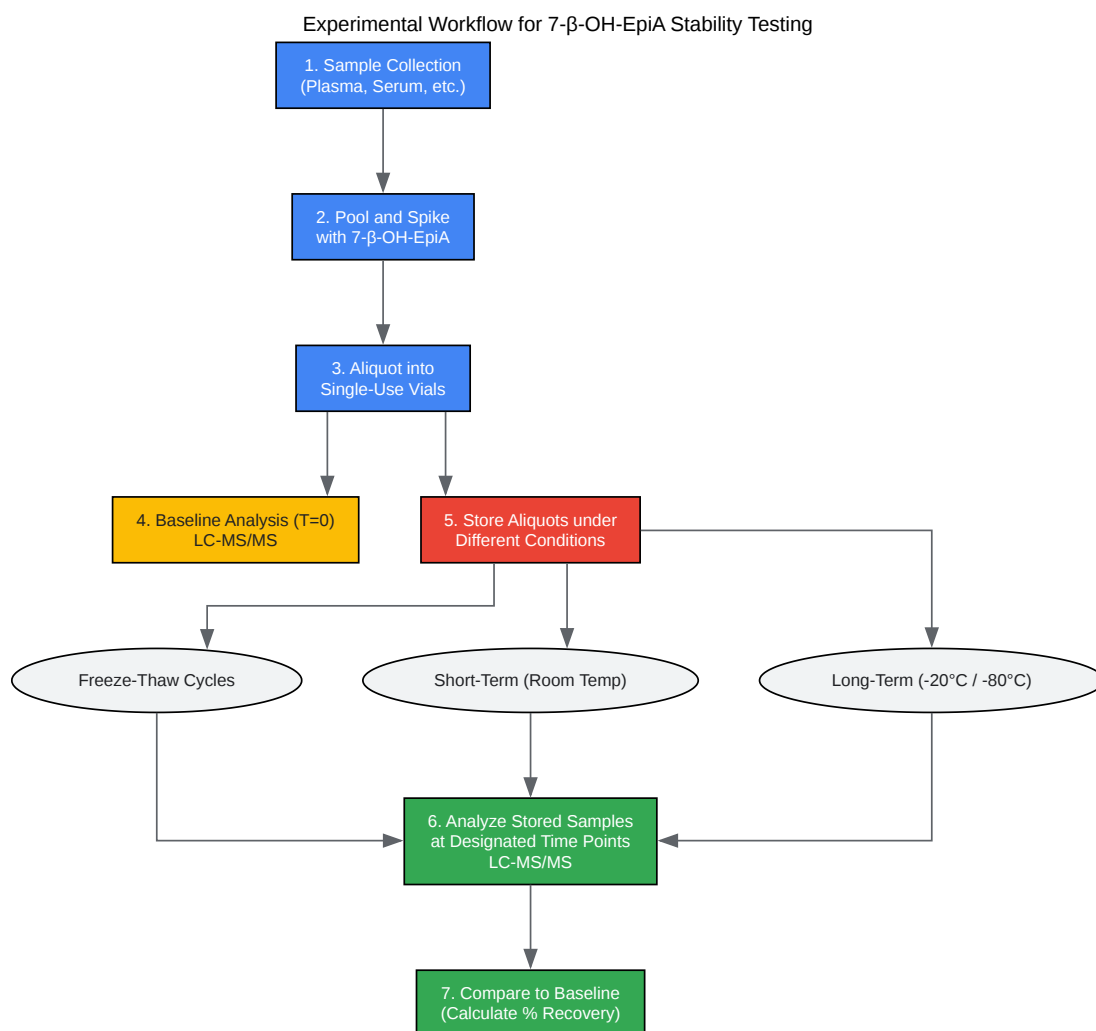 Experimental Workflow for 7-β-OH-EpiA Stability Testing
1. Sample Collection
(Plasma, Serum, etc.)
2. Pool and Spike
with 7-β-OH-EpiA
3. Aliquot into
Single-Use Vials
4. Baseline Analysis (T=0)
LC-MS/MS
5. Store Aliquots under
Different Conditions
Freeze-Thaw Cycles
Short-Term (Room Temp)
Long-Term (-20°C / -80°C)
6. Analyze Stored Samples
at Designated Time Points
LC-MS/MS
7. Compare to Baseline
(Calculate % Recovery)